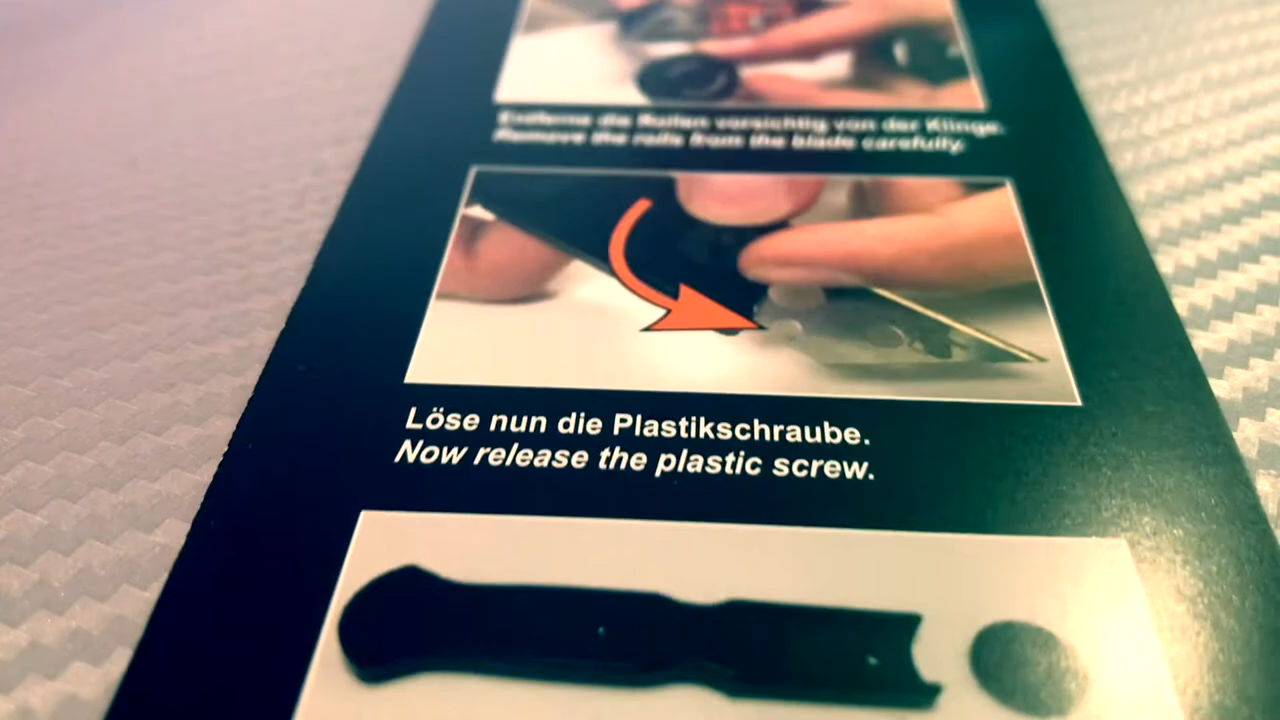 Entferne die Rollen vorsichtig von der Klinge.
Remove the rolls from the blade carefully.
Löse nun die Plastikschraube.
Now release the plastic screw.